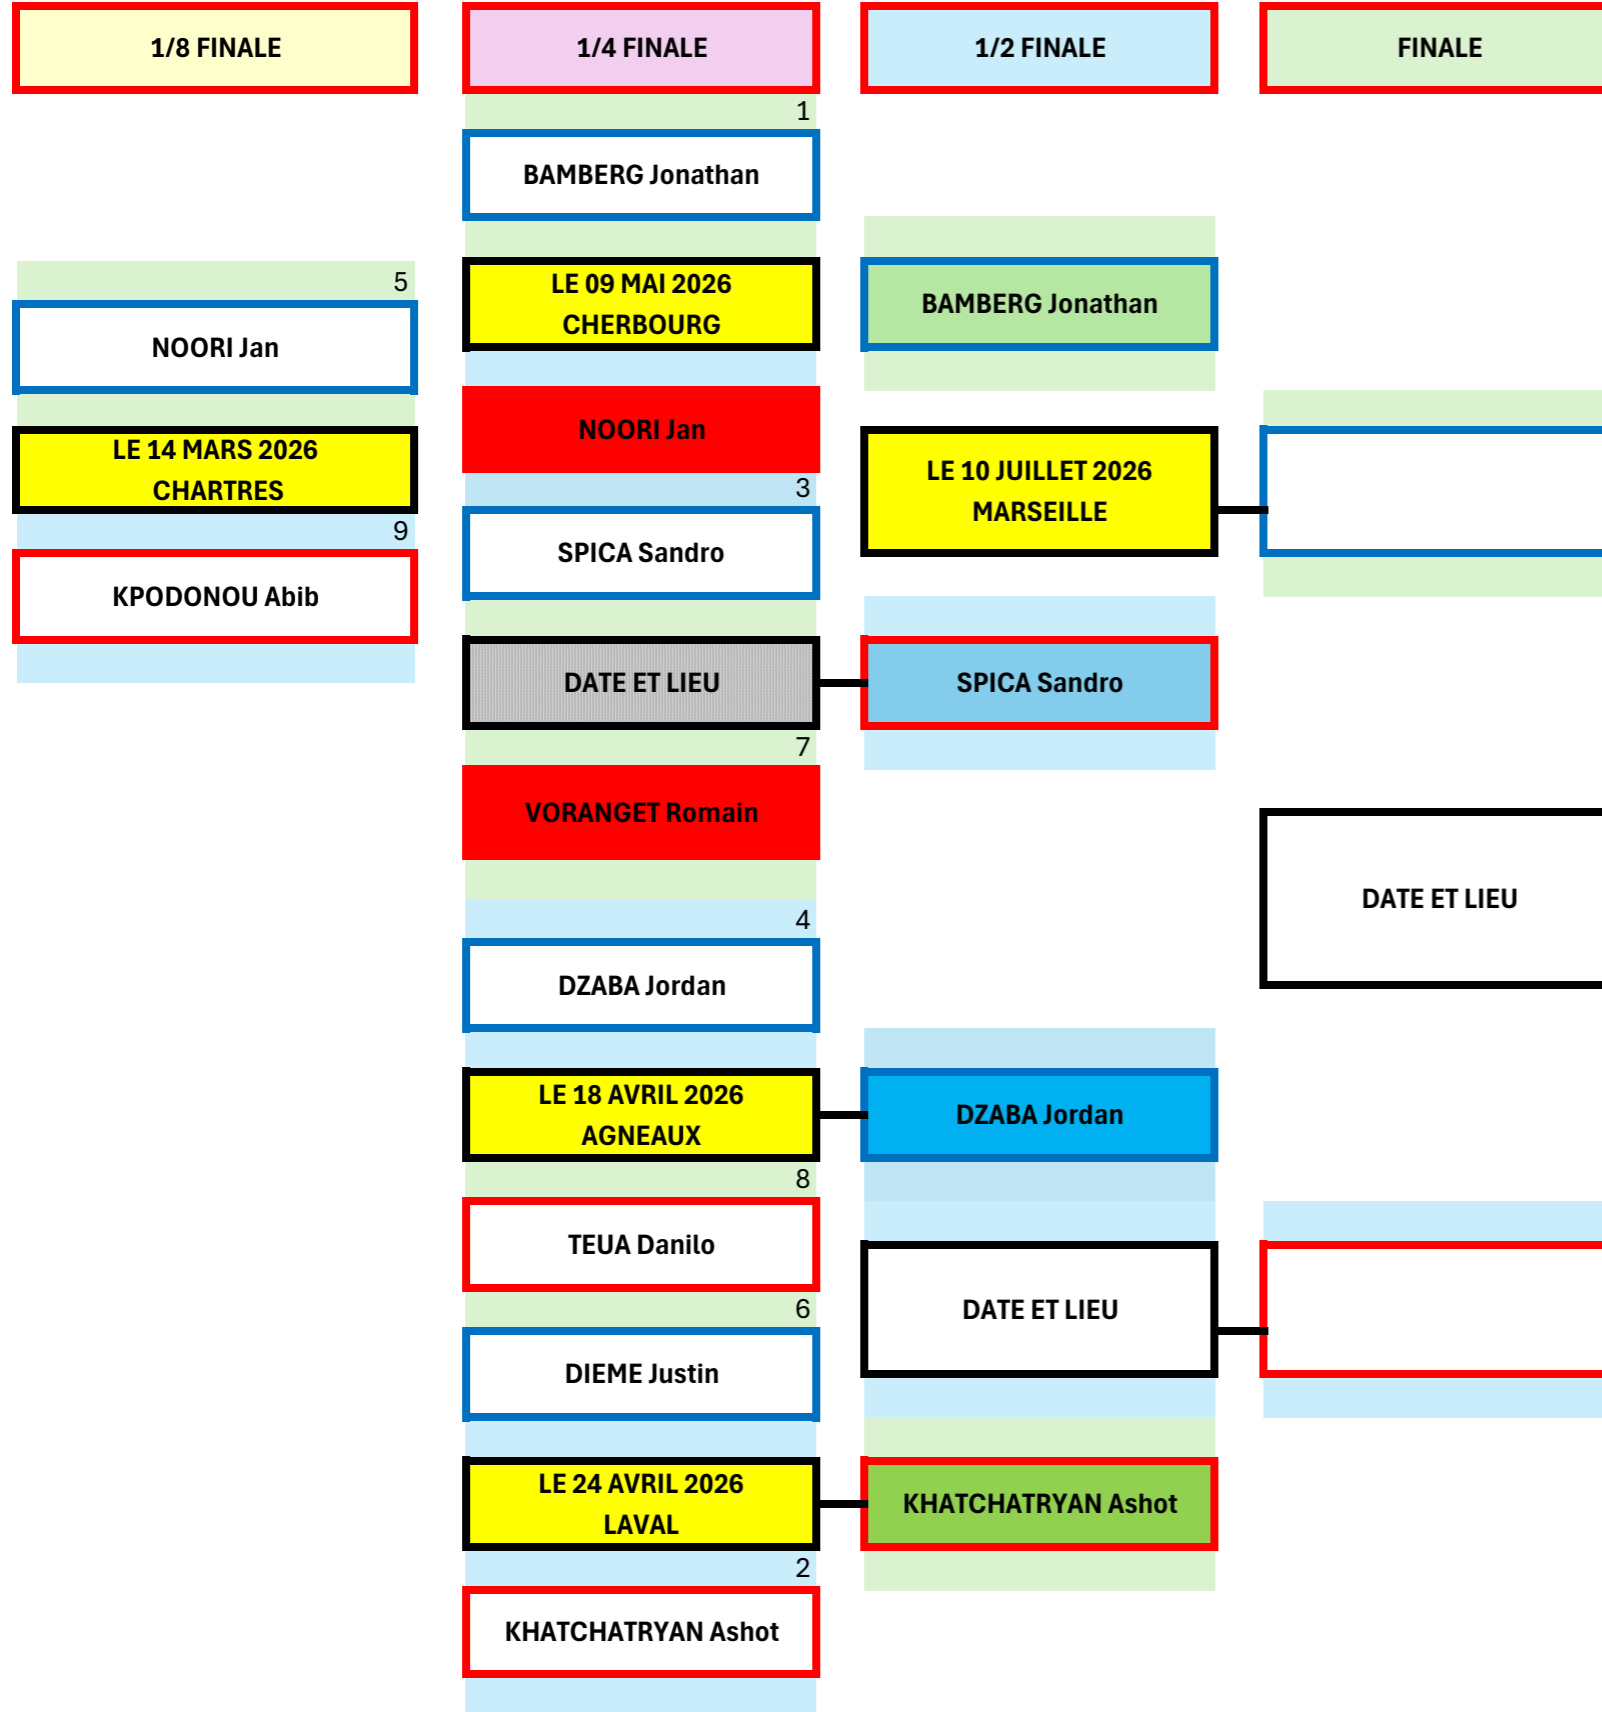 1/8 FINALE
1/4 FINALE
1/2 FINALE
FINALE
5
NOORI Jan
LE 14 MARS 2026
CHARTRES
9
KPODONOU Abib
1
BAMBERG Jonathan
LE 09 MAI 2026
CHERBOURG
NOORI Jan
3
SPICA Sandro
DATE ET LIEU
7
VORANGET Romain
4
DZABA Jordan
LE 18 AVRIL 2026
AGNEAUX
8
TEUA Danilo
6
DIEME Justin
LE 24 AVRIL 2026
LAVAL
2
KHATCHATRYAN Ashot
BAMBERG Jonathan
LE 10 JUILLET 2026
MARSEILLE
SPICA Sandro
DZABA Jordan
DATE ET LIEU
KHATCHATRYAN Ashot
DATE ET LIEU